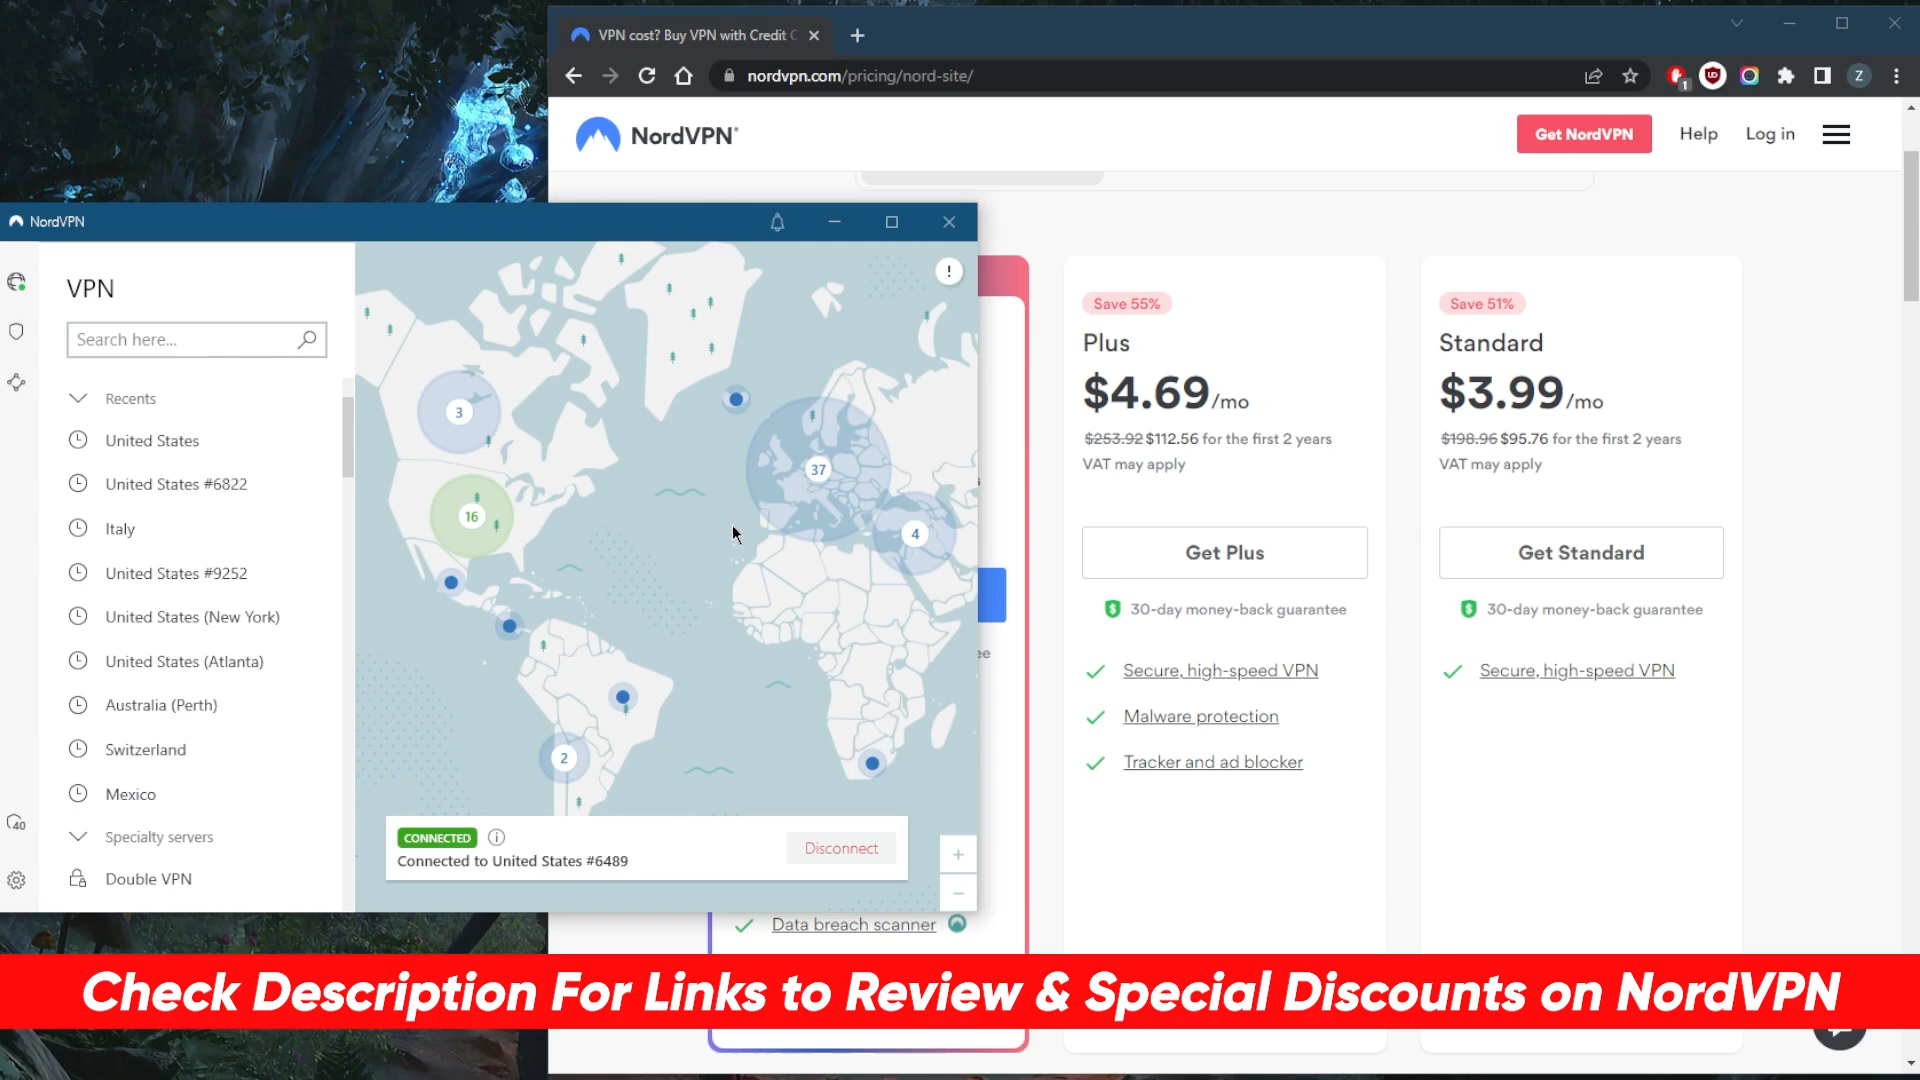 VPN cost? Buy VPN with Credit C
nordvpn.com/pricing/nord-site/
1
Z
NordVPN
Get NordVPN
Help
Log in
NordVPN
VPN
Search here...
Recents
United States
United States #6822
Italy
United States #9252
United States (New York)
United States (Atlanta)
Australia (Perth)
Switzerland
Mexico
Specialty servers
Double VPN
40
!
3
16
37
4
2
CONNECTED
Connected to United States #6489
Disconnect
ee
Data breach scanner
Save 55%
Plus
$4.69/mo
$253.92 $112.56 for the first 2 years
VAT may apply
Get Plus
30-day money-back guarantee
Secure, high-speed VPN
Malware protection
Tracker and ad blocker
Save 51%
Standard
$3.99/mo
$198.96 $95.76 for the first 2 years
VAT may apply
Get Standard
30-day money-back guarantee
Secure, high-speed VPN
Check Description For Links to Review & Special Discounts on NordVPN